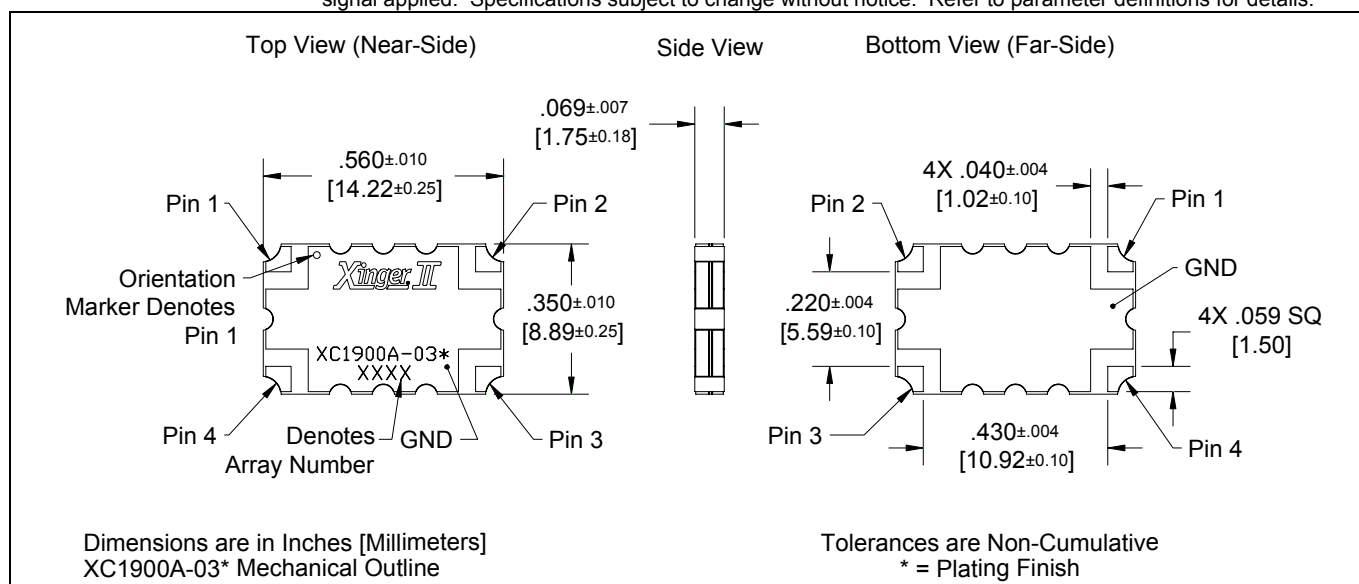 signal applied. Specifications subject to change without notice. Refer to parameter definitions for details.
Top View (Near-Side)
Side View
Bottom View (Far-Side)
.560±.010
[14.22±0.25]
Pin 1
Pin 2
Orientation
Marker Denotes
Pin 1
Xinger II
XC1900A-03*
XXXX
.350±.010
[8.89±0.25]
Pin 4
Denotes
Array Number
GND
Pin 3
.069±.007
[1.75±0.18]
4X .040±.004
[1.02±0.10]
Pin 2
Pin 1
GND
.220±.004
[5.59±0.10]
4X .059 SQ
[1.50]
Pin 3
.430±.004
[10.92±0.10]
Pin 4
Dimensions are in Inches [Millimeters]
XC1900A-03* Mechanical Outline
Tolerances are Non-Cumulative
* = Plating Finish